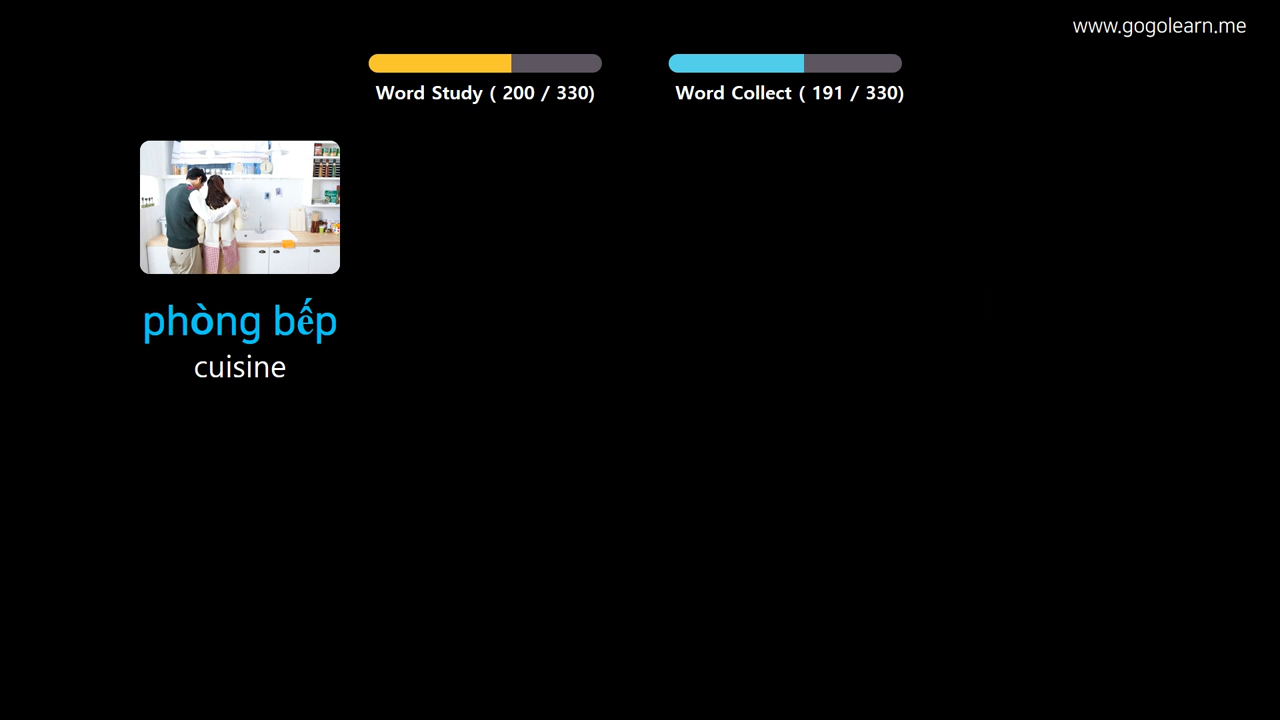 www.gogolearn.me
Word Study ( 200 / 330)
Word Collect ( 191 / 330)
phòng bếp
cuisine